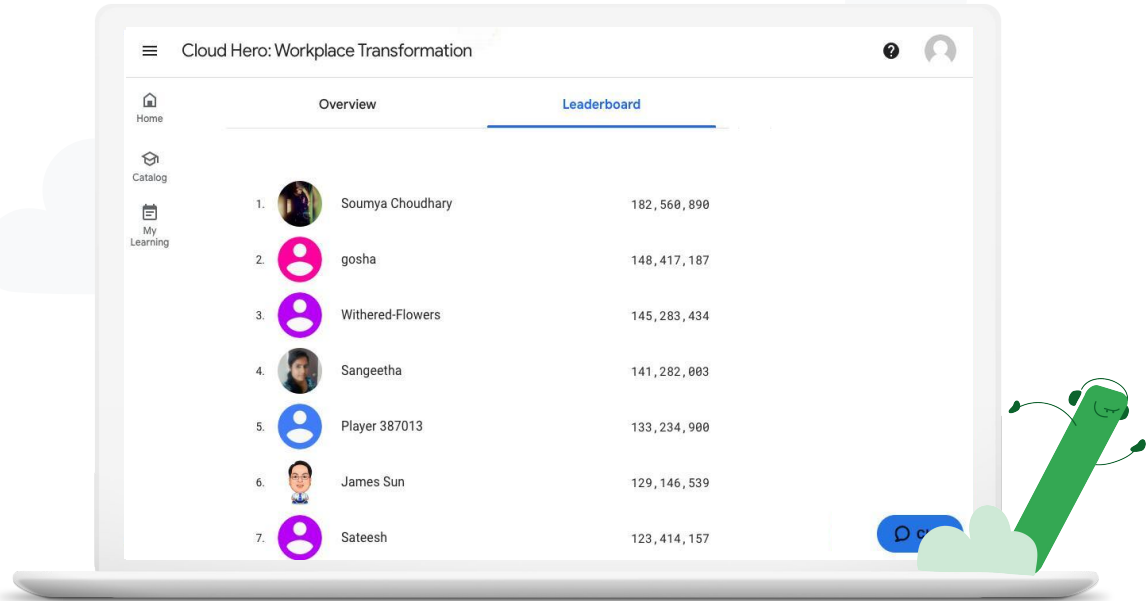 Cloud Hero: Workplace Transformation
Home
Catalog
My
Learning
Overview
Leaderboard
1. Soumya Choudhary 182,560,890
2. gosha 148,417,187
3. Withered-Flowers 145,283,434
4. Sangeetha 141,282,003
5. Player 387013 133,234,900
6. James Sun 129,146,539
7. Sateesh 123,414,157